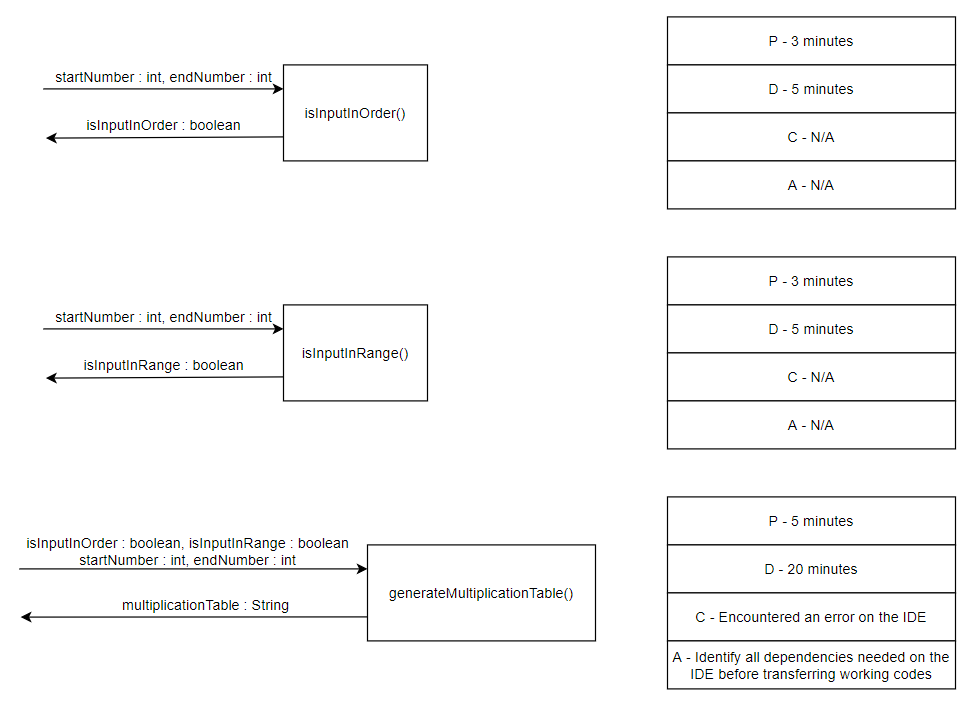 startNumber : int, endNumber : int
isInputInOrder : boolean
isInputInOrder()
P - 3 minutes
D - 5 minutes
C - N/A
A - N/A
startNumber : int, endNumber : int
isInputInRange : boolean
isInputInRange()
P - 3 minutes
D - 5 minutes
C - N/A
A - N/A
isInputInOrder : boolean, isInputInRange : boolean
startNumber : int, endNumber : int
multiplicationTable : String
generateMultiplicationTable()
P - 5 minutes
D - 20 minutes
C - Encountered an error on the IDE
A - Identify all dependencies needed on the
IDE before transferring working codes